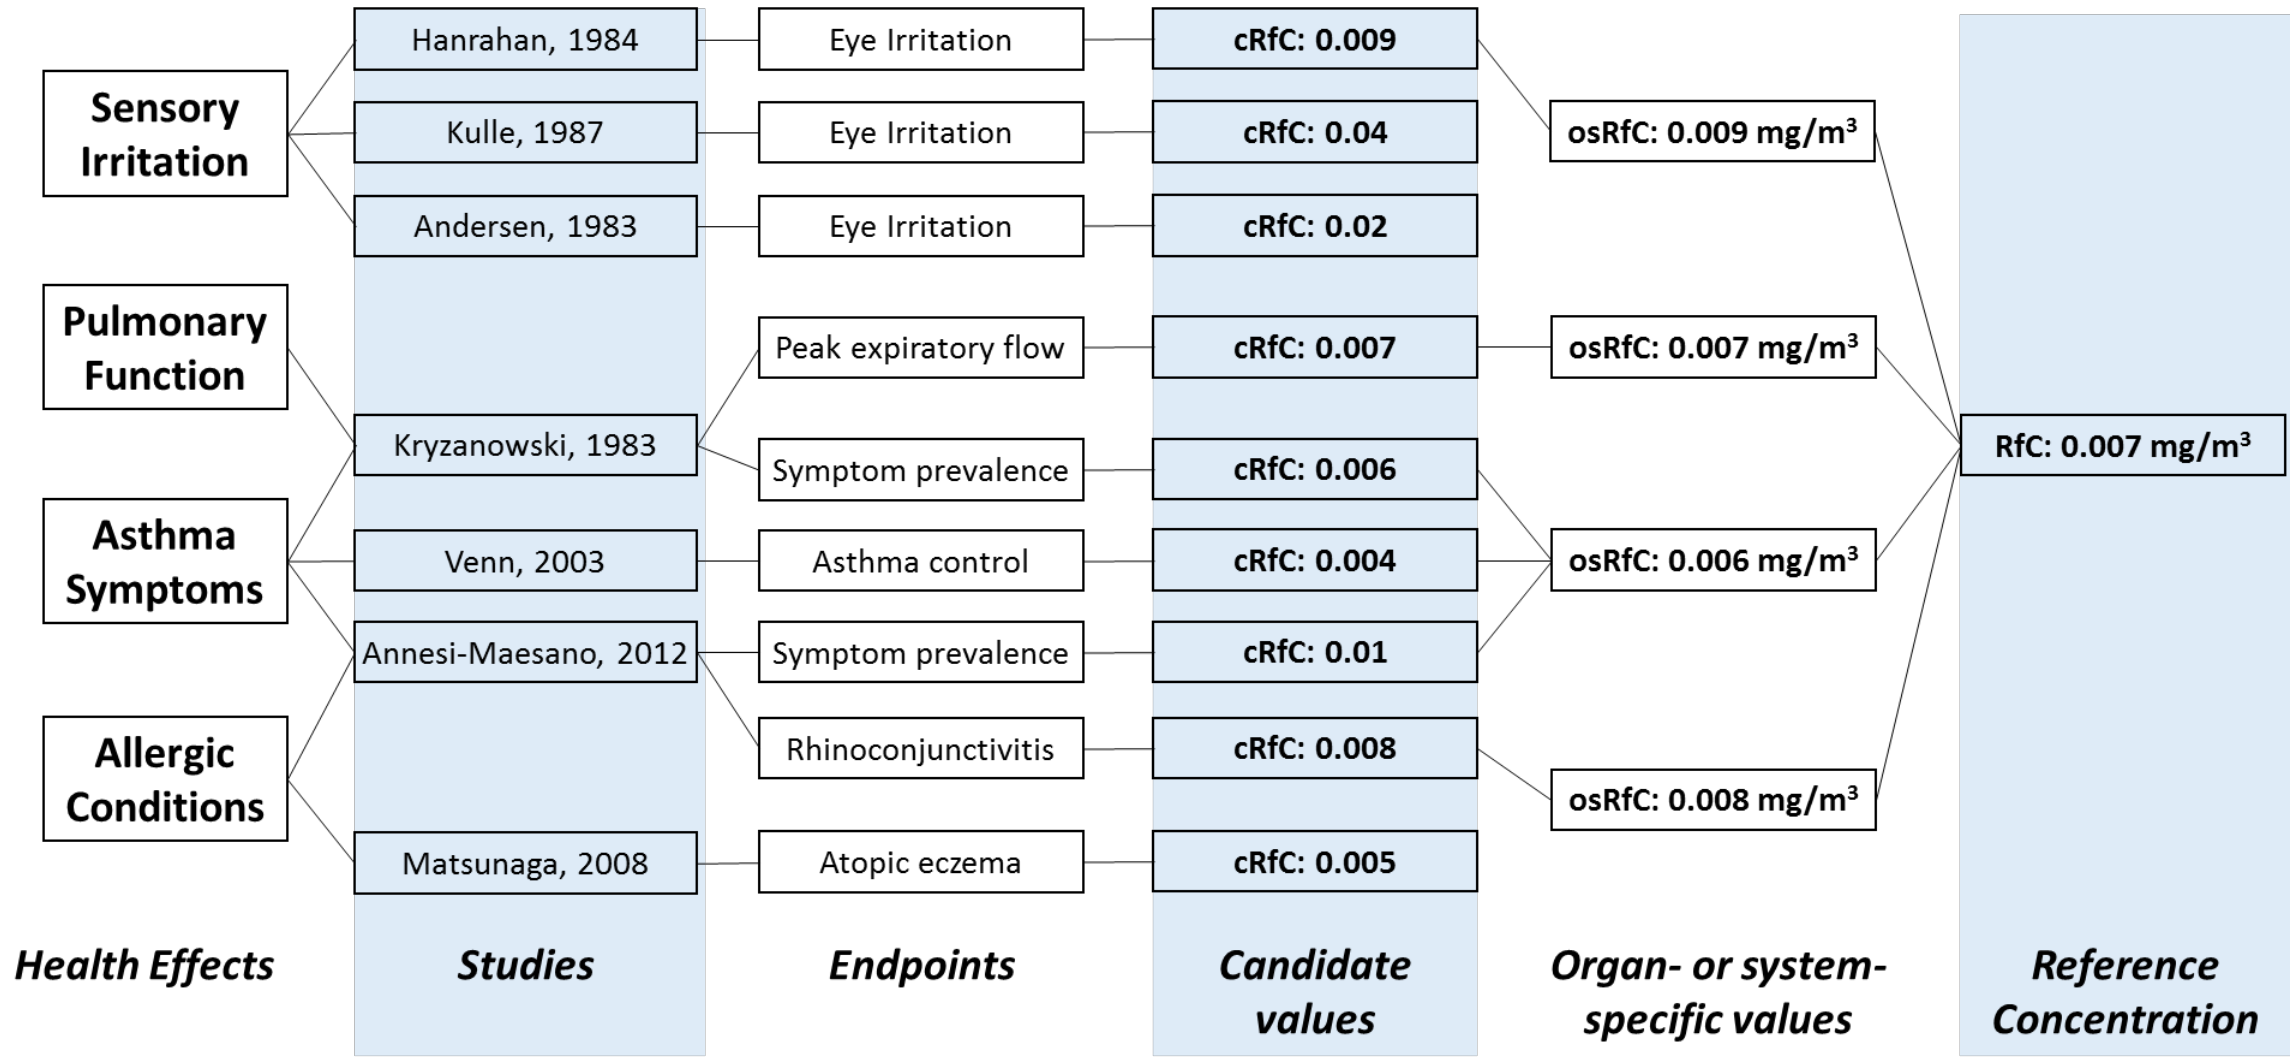 Hanrahan, 1984
Eye Irritation
cRfC: 0.009
Sensory
Irritation
Kulle, 1987
Eye Irritation
cRfC: 0.04
osRfC: 0.009 mg/m³
Andersen, 1983
Eye Irritation
cRfC: 0.02
Pulmonary
Function
Peak expiratory flow
cRfC: 0.007
osRfC: 0.007 mg/m³
Kryzanowski, 1983
Symptom prevalence
cRfC: 0.006
RfC: 0.007 mg/m³
Asthma
Symptoms
Venn, 2003
Asthma control
cRfC: 0.004
osRfC: 0.006 mg/m³
Annesi-Maesano, 2012
Symptom prevalence
cRfC: 0.01
Allergic
Conditions
Rhinoconjunctivitis
cRfC: 0.008
osRfC: 0.008 mg/m³
Matsunaga, 2008
Atopic eczema
cRfC: 0.005
Health Effects
Studies
Endpoints
Candidate
values
Organ- or system-
specific values
Reference
Concentration